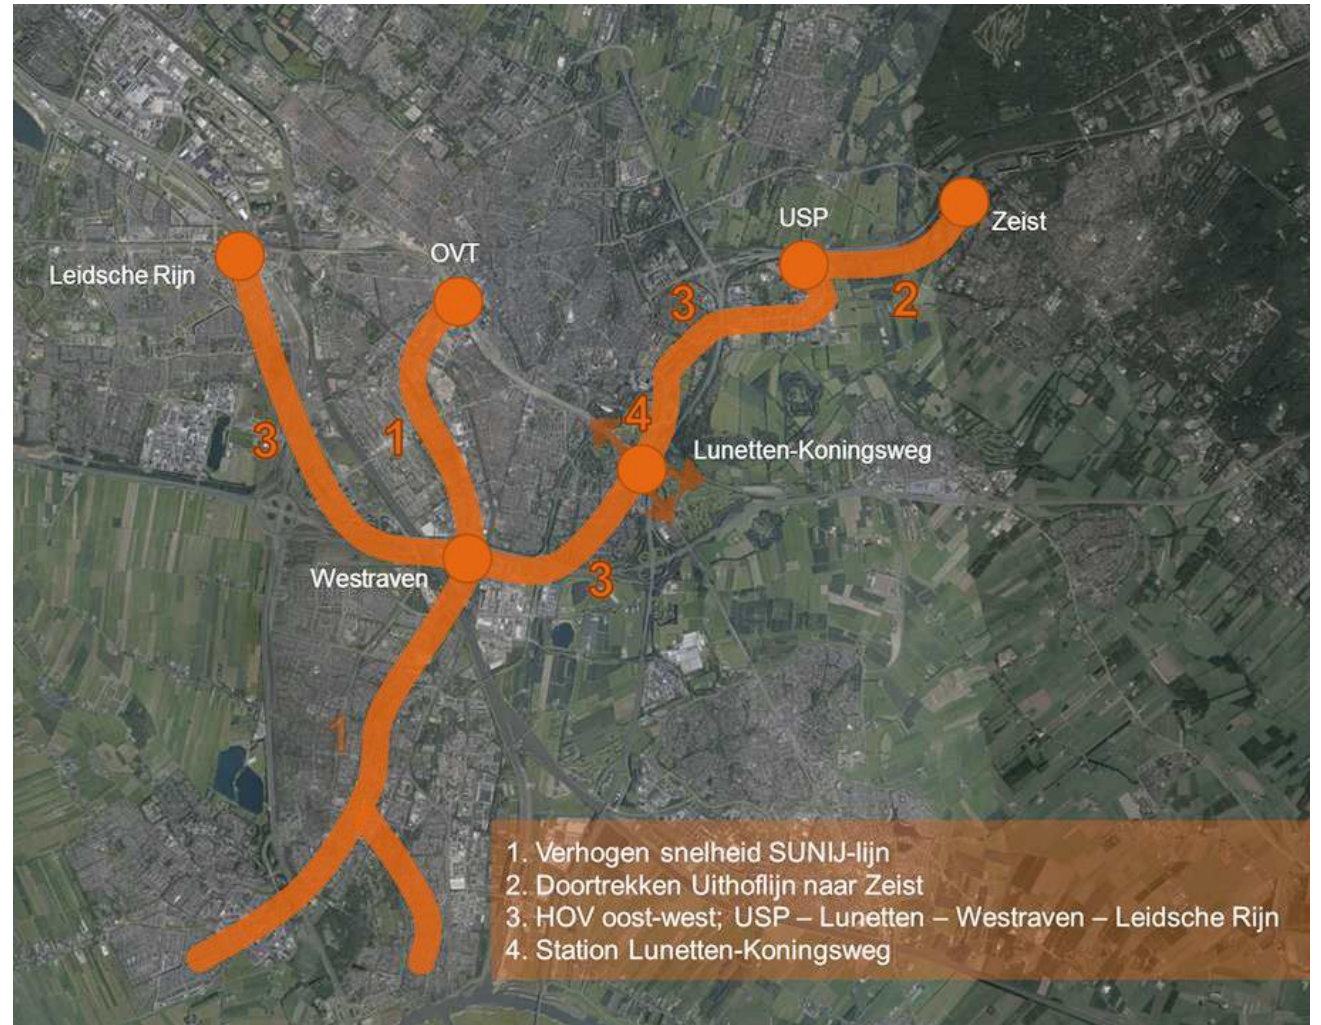 USP
Zeist
OVT
Leidsche Rijn
3
2
4
3
1
Lunetten-Koningsweg
Westraven
3
1
1. Verhogen snelheid SUNIJ-lijn
2. Doortrekken Uithoflijn naar Zeist
3. HOV oost-west; USP – Lunetten – Westraven – Leidsche Rijn
4. Station Lunetten-Koningsweg